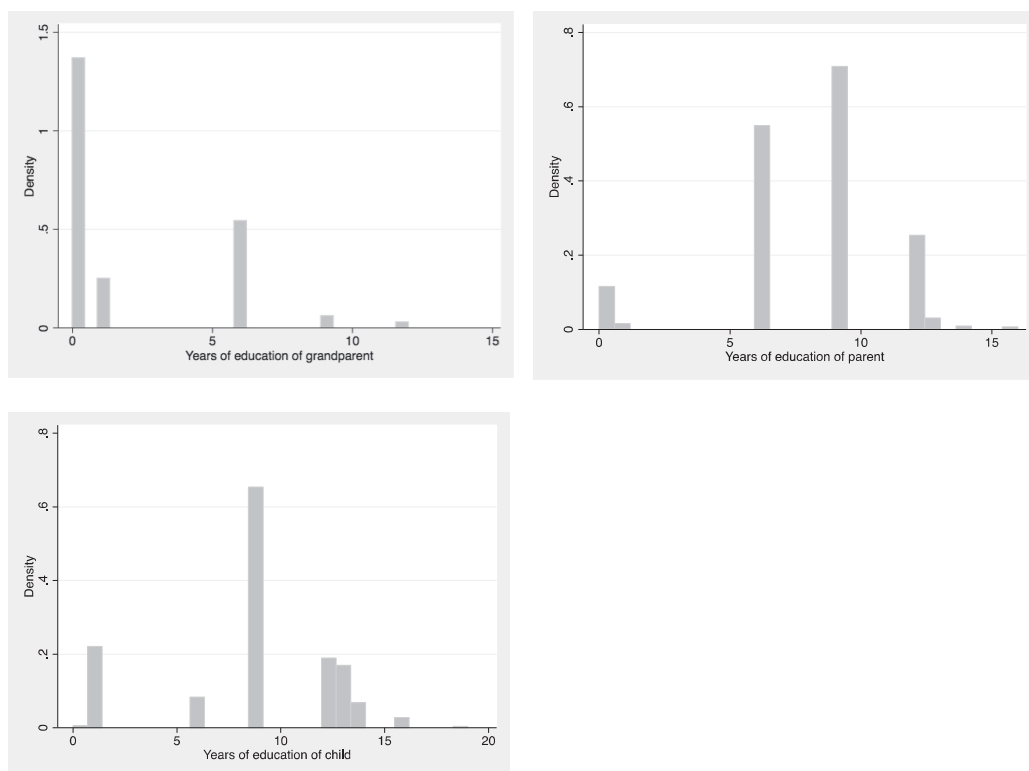 1.5
1
.5
0
Density
0 5 10 15
Years of education of grandparent
.8
.6
.4
.2
0
Density
0 5 10 15
Years of education of parent
.8
.6
.4
.2
0
Density
0 5 10 15 20
Years of education of child